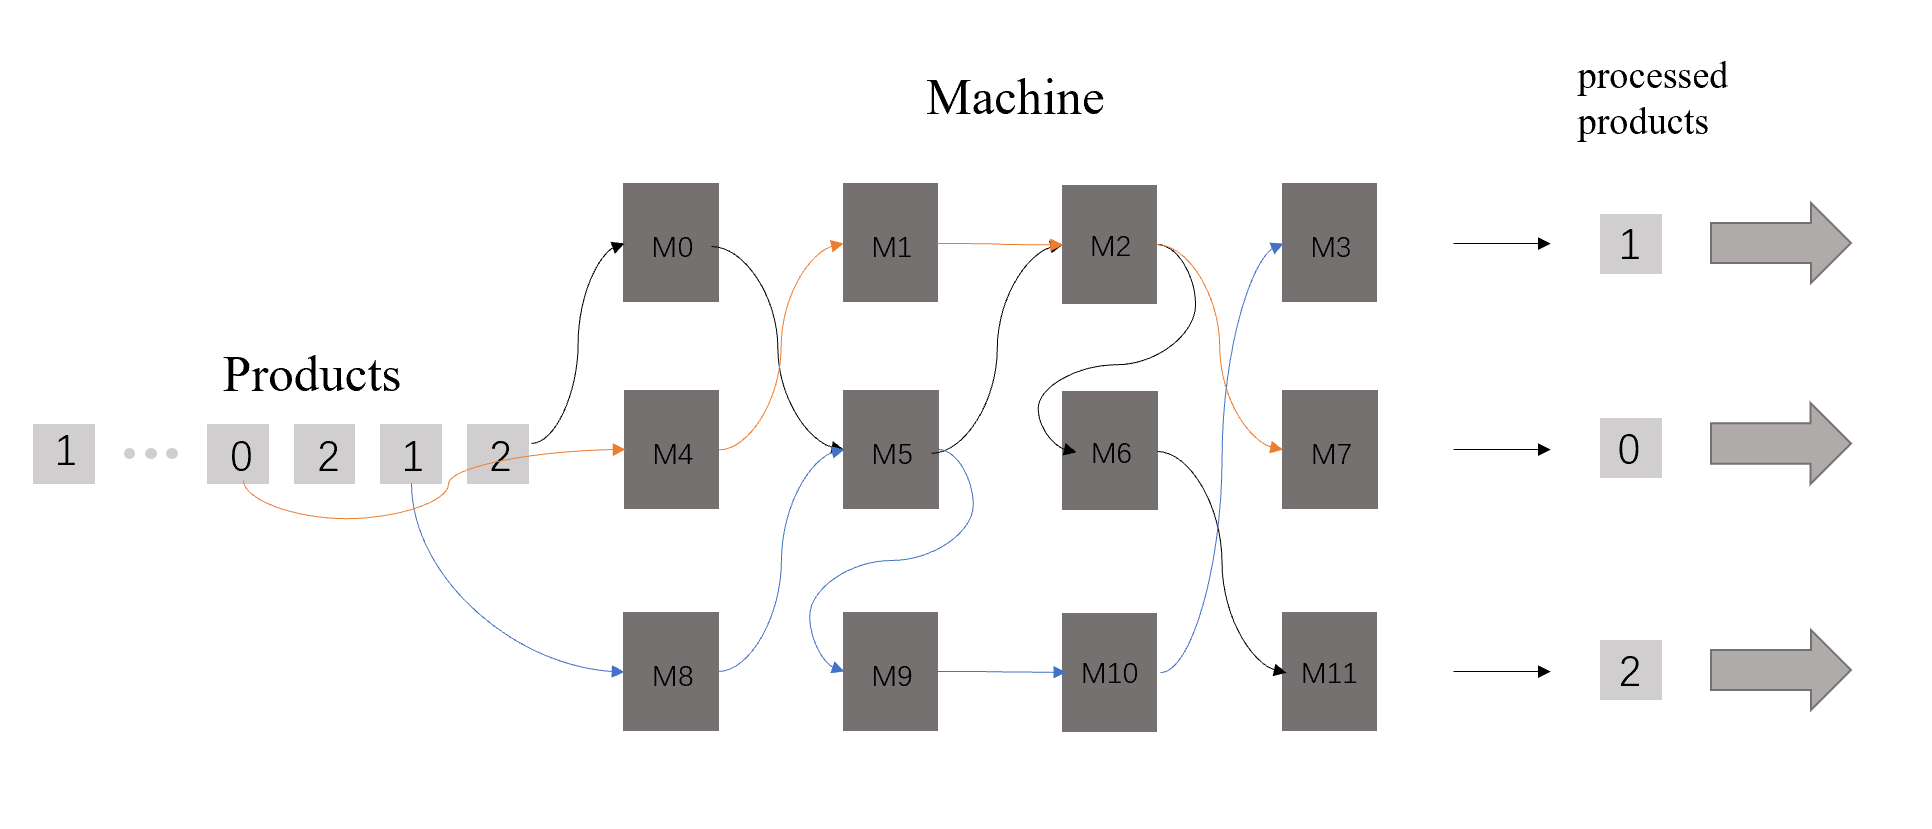 Machine
processed
products
M0 M1 M2 M3 1
Products
1 ... 0 2 1 2 M4 M5 M6 M7 0
M8 M9 M10 M11 2